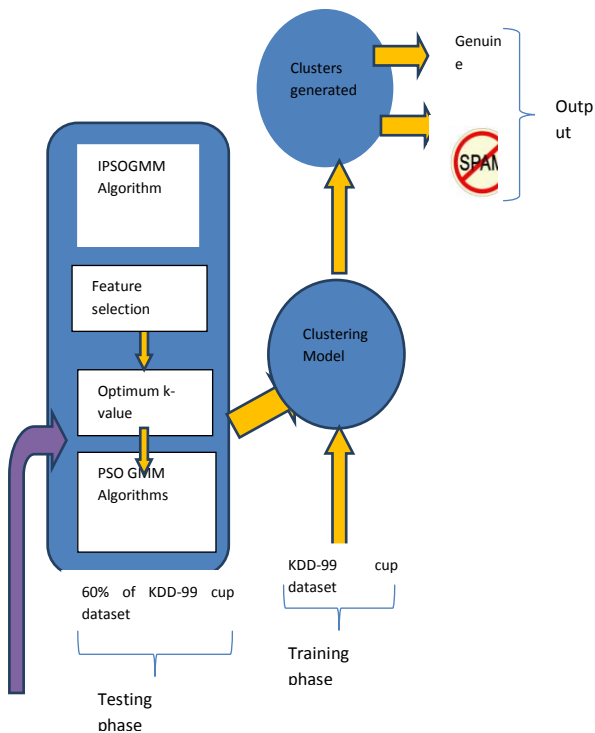 IPSOGMM
Algorithm
Feature
selection
Optimum k-
value
PSO GMM
Algorithms
60% of KDD-99 cup
dataset
Testing
phase
Clusters
generated
Clustering
Model
KDD-99 cup
dataset
Training
phase
Genuin
e
SPAM
Outp
ut